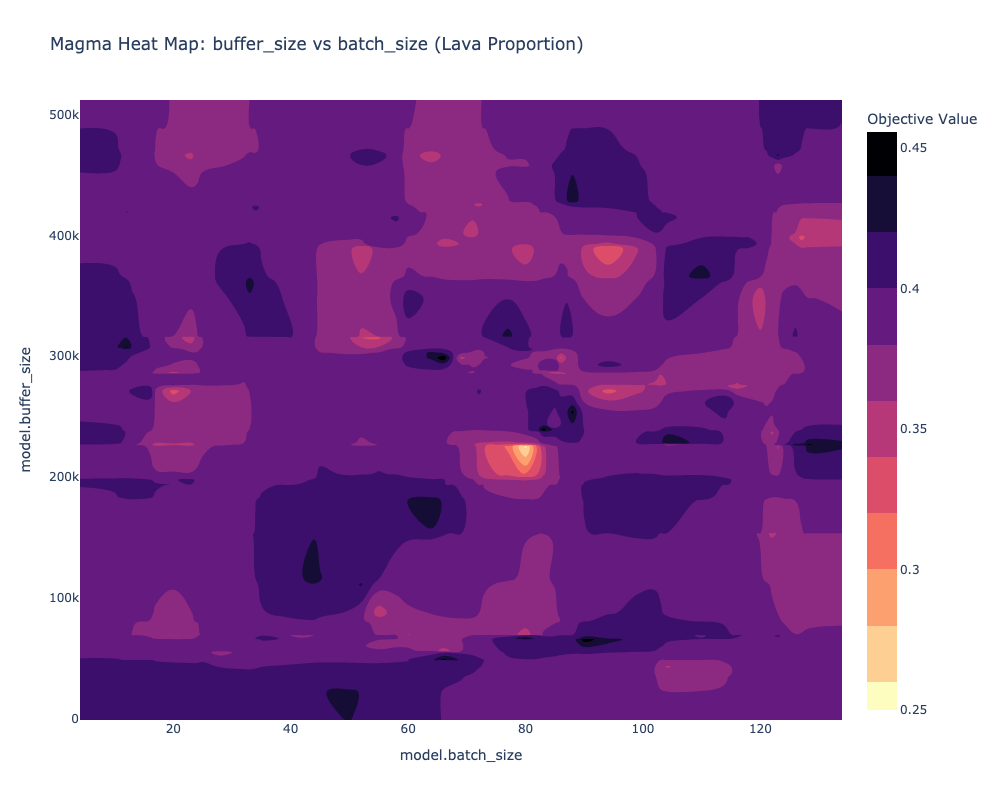 Magma Heat Map: buffer_size vs batch_size (Lava Proportion)
Objective Value
500k
400k
300k
200k
100k
0
model.buffer_size
20
40
60
80
100
120
model.batch_size
0.45
0.4
0.35
0.3
0.25